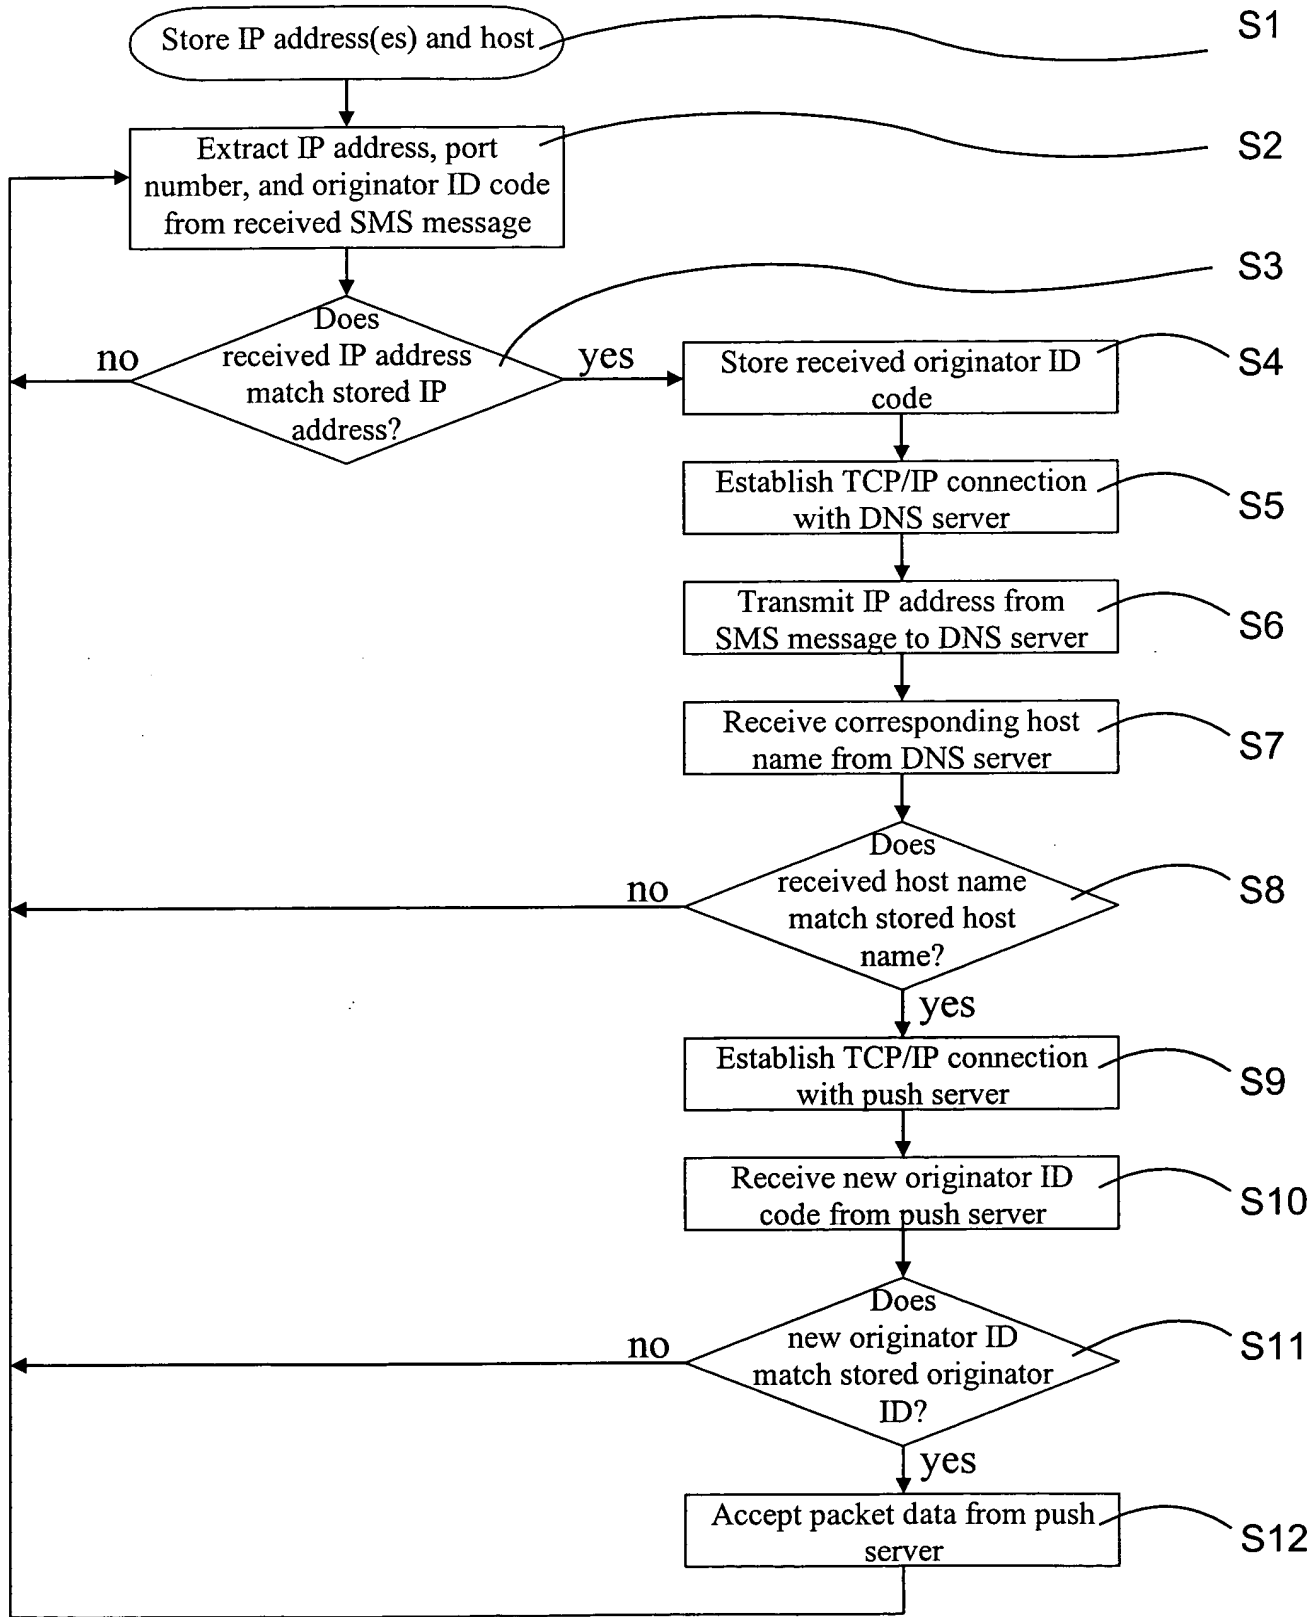 Store IP address(es) and host
S1
Extract IP address, port
number, and originator ID code
from received SMS message
S2
Does
received IP address
match stored IP
address?
S3
no
yes
Store received originator ID
code
S4
Establish TCP/IP connection
with DNS server
S5
Transmit IP address from
SMS message to DNS server
S6
Receive corresponding host
name from DNS server
S7
Does
received host name
match stored host
name?
S8
no
yes
Establish TCP/IP connection
with push server
S9
Receive new originator ID
code from push server
S10
Does
new originator ID
match stored originator
ID?
S11
no
yes
Accept packet data from push
server
S12